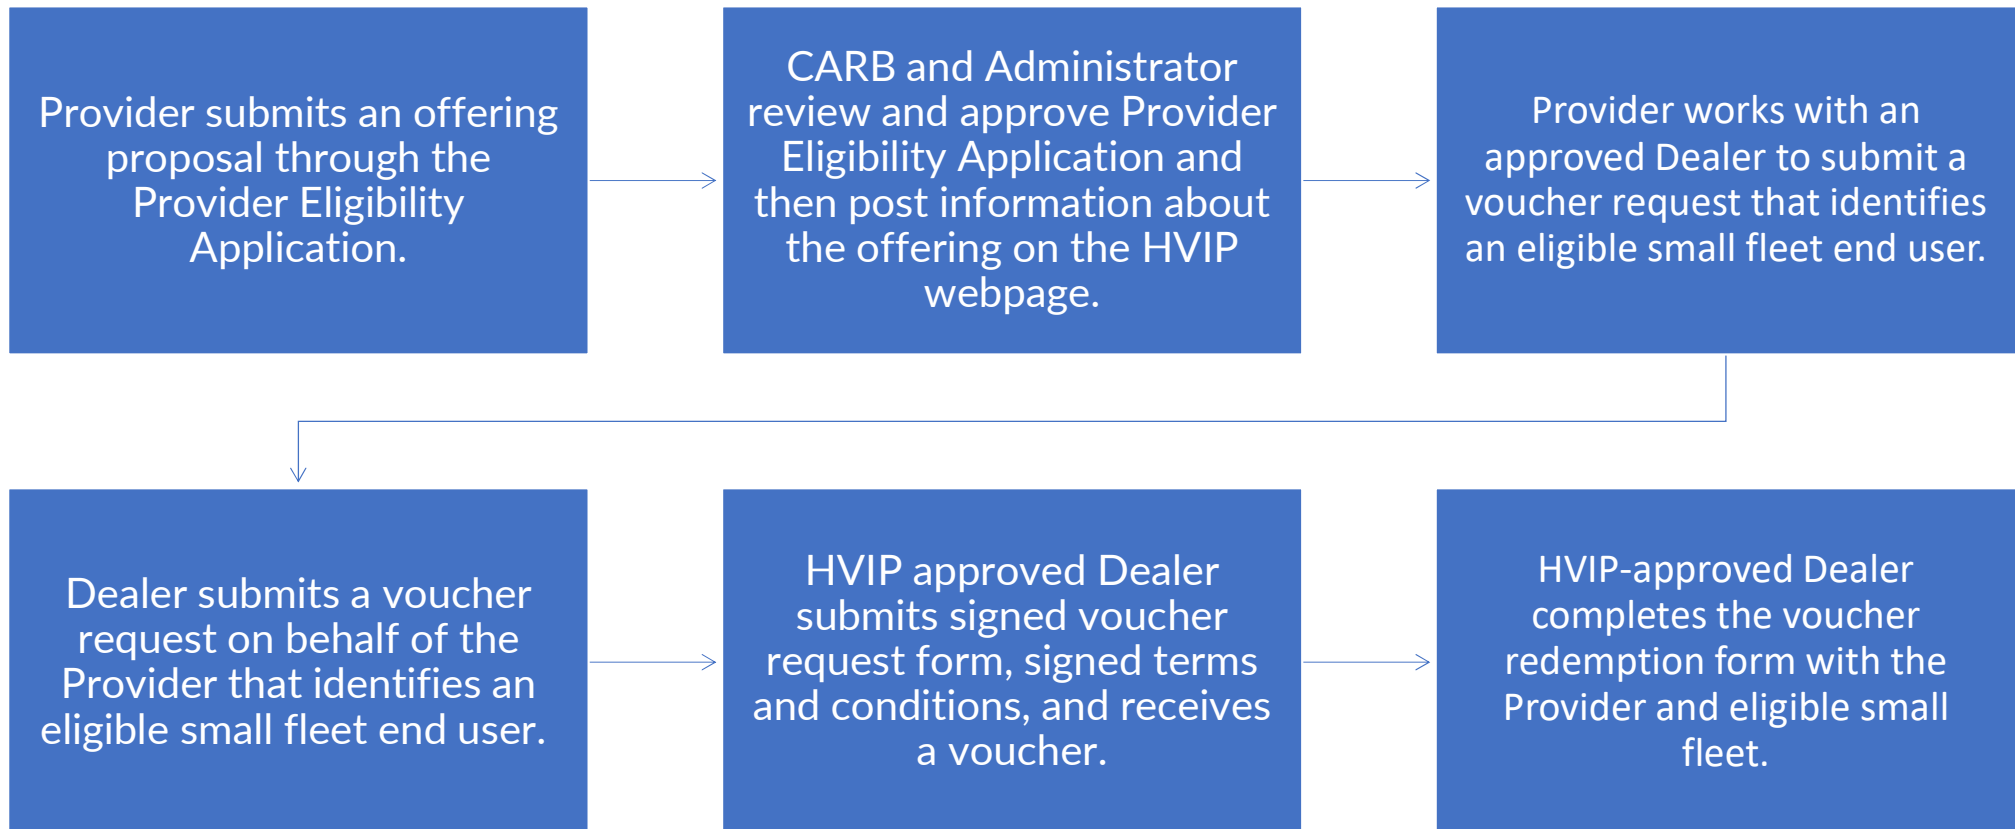 Provider submits an offering
proposal through the
Provider Eligibility
Application.
CARB and Administrator
review and approve Provider
Eligibility Application and
then post information about
the offering on the HVIP
webpage.
Provider works with an
approved Dealer to submit a
voucher request that identifies
an eligible small fleet end user.
Dealer submits a voucher
request on behalf of the
Provider that identifies an
eligible small fleet end user.
HVIP approved Dealer
submits signed voucher
request form, signed terms
and conditions, and receives
a voucher.
HVIP-approved Dealer
completes the voucher
redemption form with the
Provider and eligible small
fleet.